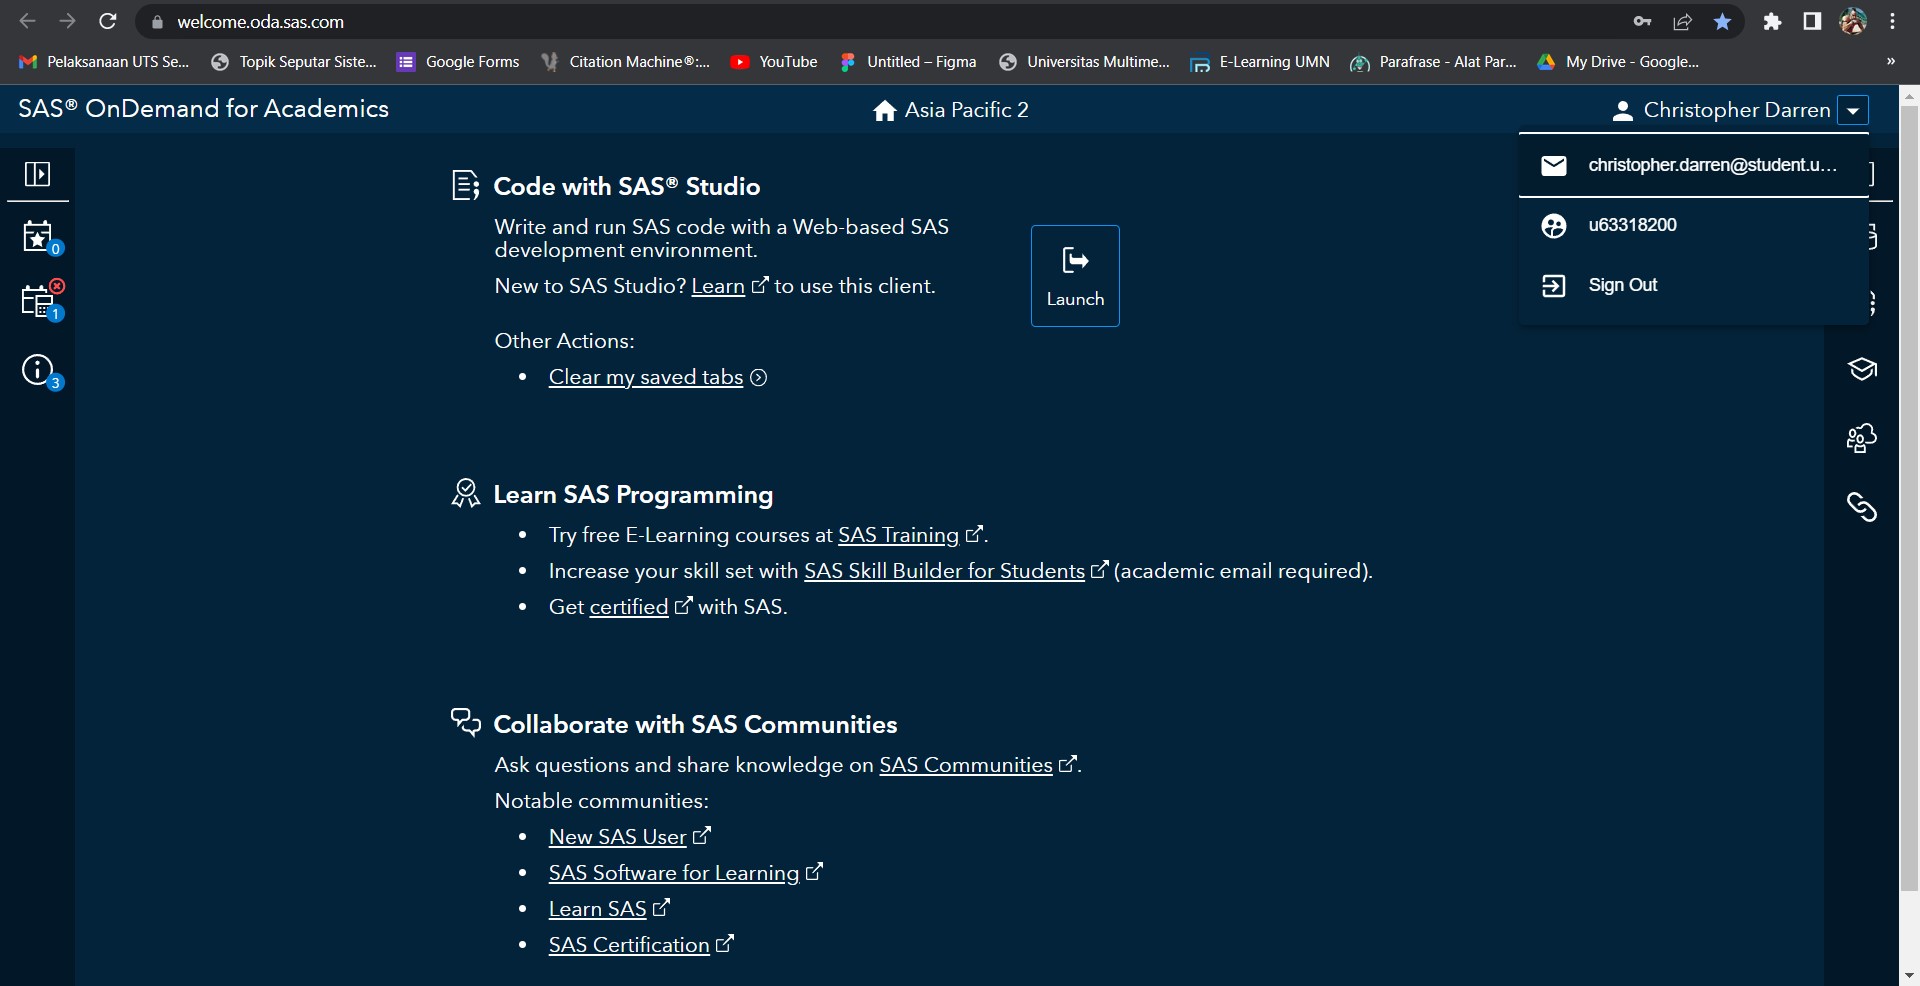 welcome.oda.sas.com
Pelaksanaan UTS Se... Topik Seputar Siste... Google Forms Citation Machine®:... YouTube Untitled – Figma Universitas Multime... E-Learning UMN Parafrase - Alat Par... My Drive - Google... »
SAS® OnDemand for Academics Asia Pacific 2 Christopher Darren
christopher.darren@student.u...
u63318200
Sign Out
0
1
3
Code with SAS® Studio
Write and run SAS code with a Web-based SAS
development environment.
New to SAS Studio? Learn to use this client.
Launch
Other Actions:
• Clear my saved tabs
Learn SAS Programming
• Try free E-Learning courses at SAS Training.
• Increase your skill set with SAS Skill Builder for Students (academic email required).
• Get certified with SAS.
Collaborate with SAS Communities
Ask questions and share knowledge on SAS Communities.
Notable communities:
• New SAS User
• SAS Software for Learning
• Learn SAS
• SAS Certification